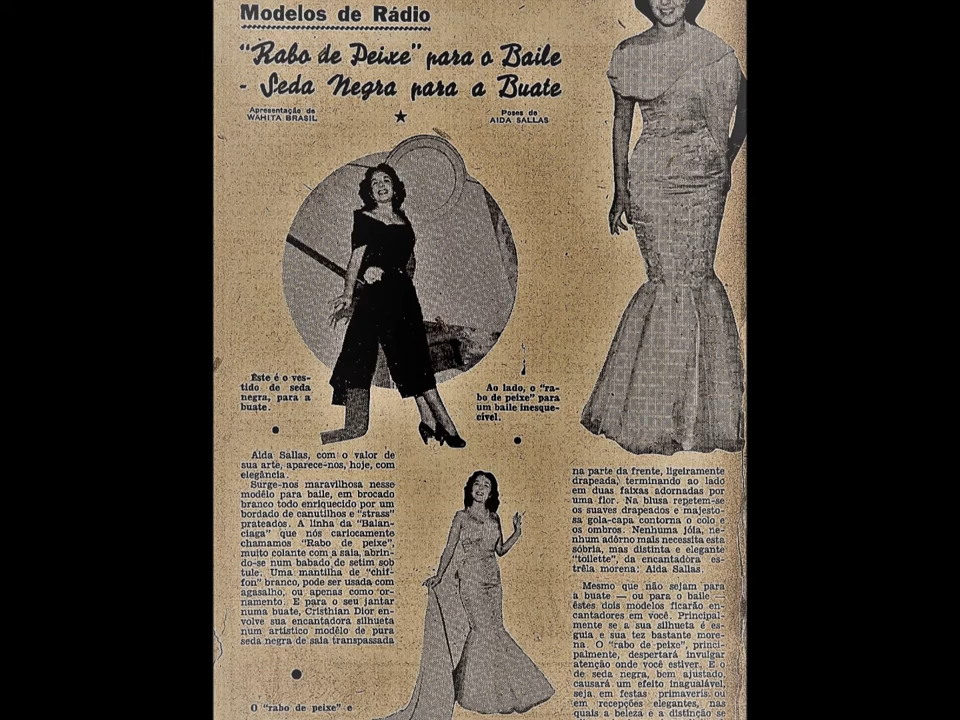 Modelos de Rádio
"Rabo de Peixe" para o Baile
- Seda Negra para a Buate
Apresentação de
WAHITA BRASIL
Poses de
AIDA SALLAS
Êste é o ves-
tido de seda
negra, para a
buate.
Ao lado, o "ra-
bo de peixe" para
um baile inesque-
cível.
Aida Sallas, com o valor de
sua arte, aparece-nos, hoje, com
elegância.
Surge-nos maravilhosa nesse
modêlo para baile, em brocado
branco todo enriquecido por um
bordado de canutilhos e "strass"
prateados. A linha da "Balan-
ciaga" que nós cariocamente
chamamos "Rabo de peixe",
muito colante com a saia, abrin-
do-se num babado de setim sob
tule. Uma mantilha de "chif-
fon" branco, pode ser usada com
agasalho, ou apenas como or-
namento. E para o seu jantar
numa buate, Cristhian Dior en-
volve sua encantadora silhueta
num artístico modêlo de pura
seda negra de saia transpassada
O "rabo de peixe" e
na parte da frente, ligeiramente
drapeada, terminando ao lado
em duas faixas adornadas por
uma flor. Na blusa repetem-se
os suaves drapeados e majesto-
sa gola-capa contorna o colo e
os ombros. Nenhuma jóia, ne-
nhum adôrno mais necessita esta
sóbria, mas distinta e elegante
"toilette", da encantadora es-
trêla morena: Aida Sallas.
Mesmo que não sejam para
a buate — ou para o baile —
êstes dois modelos ficarão en-
cantadores em você. Principal-
mente se a sua silhueta é es-
guia e sua tez bastante more-
na. O "rabo de peixe", princi-
palmente, despertará invulgar
atenção onde você estiver. E o
de seda negra, bem ajustado,
causará um efeito inagualável,
seja em festas primaveris ou
em recepções elegantes, nas
quais a beleza e a distinção se